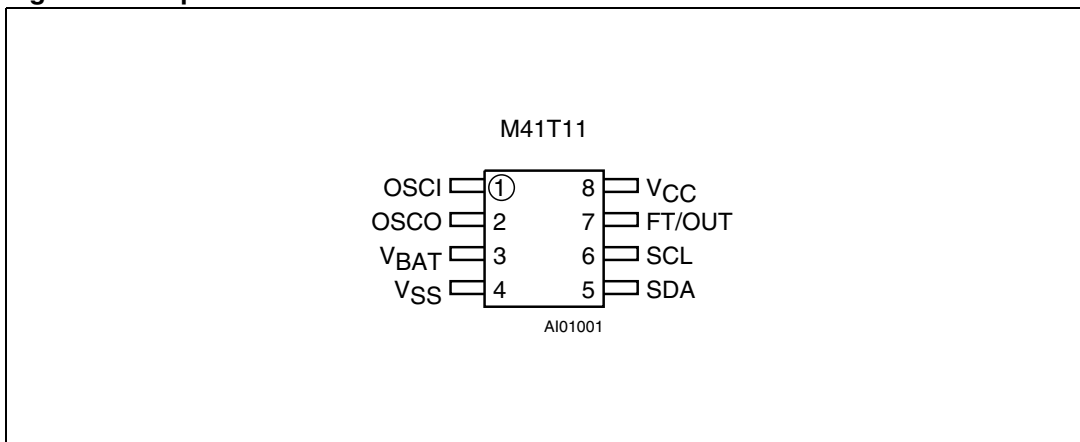 M41T11
OSCI 1 8 VCC
OSCO 2 7 FT/OUT
VBAT 3 6 SCL
VSS 4 5 SDA
AI01001